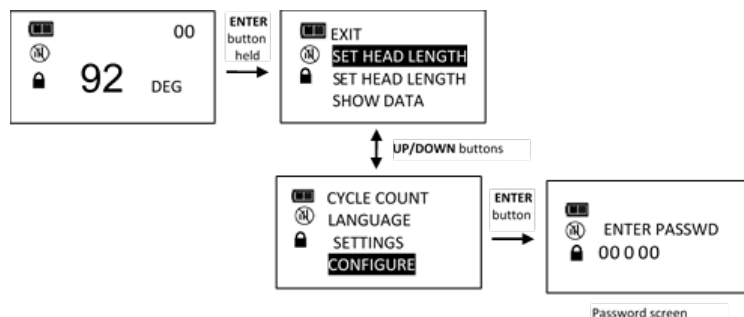 00
92 DEG
ENTER
button
held
EXIT
SET HEAD LENGTH
SET HEAD LENGTH
SHOW DATA
UP/DOWN buttons
CYCLE COUNT
LANGUAGE
SETTINGS
CONFIGURE
ENTER
button
ENTER PASSWD
00 0 00
Password screen